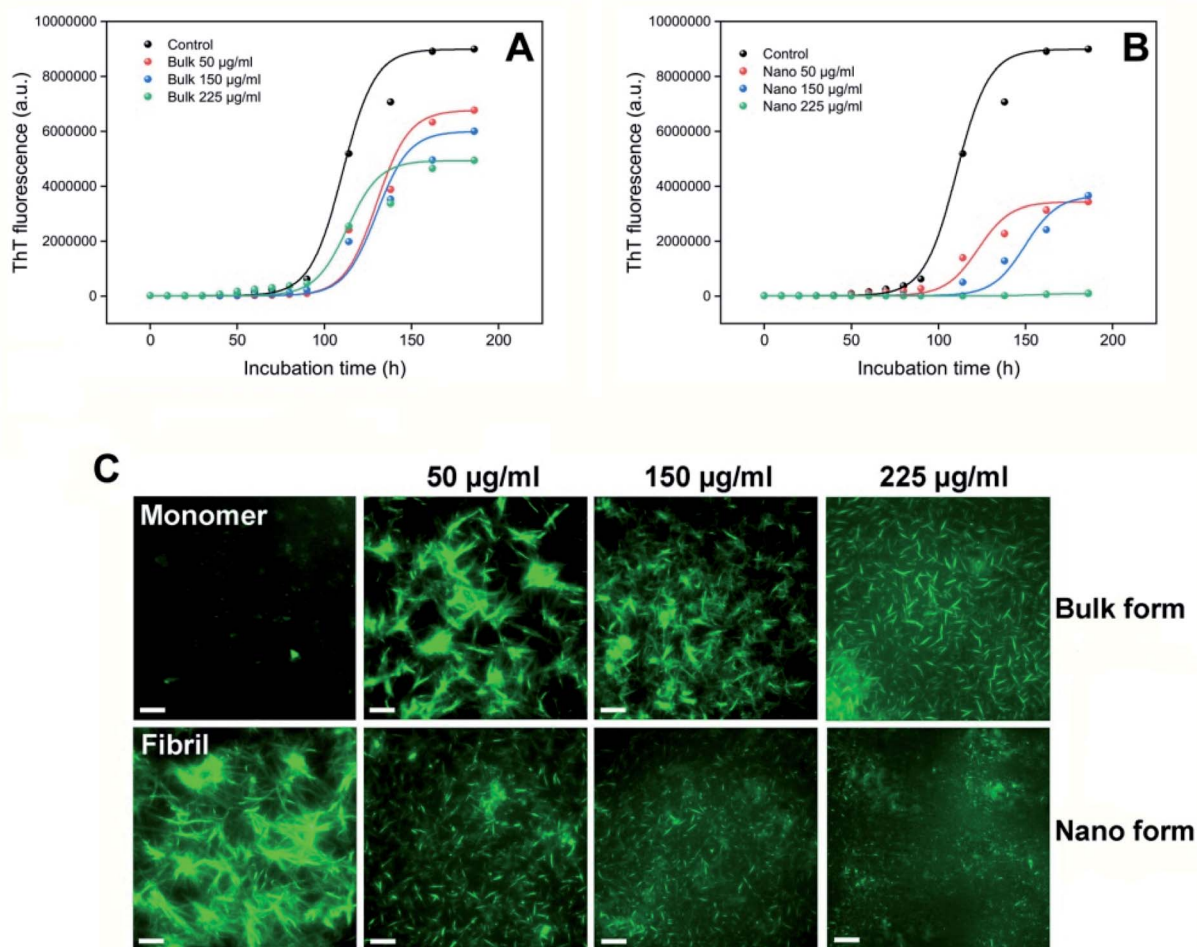 A
Control
Bulk 50 µg/ml
Bulk 150 µg/ml
Bulk 225 µg/ml
10000000
8000000
6000000
4000000
2000000
0
ThT fluorescence (a.u.)
0 50 100 150 200
Incubation time (h)
B
Control
Nano 50 µg/ml
Nano 150 µg/ml
Nano 225 µg/ml
10000000
8000000
6000000
4000000
2000000
0
ThT fluorescence (a.u.)
0 50 100 150 200
Incubation time (h)
C
50 µg/ml 150 µg/ml 225 µg/ml
Monomer
Bulk form
Fibril
Nano form